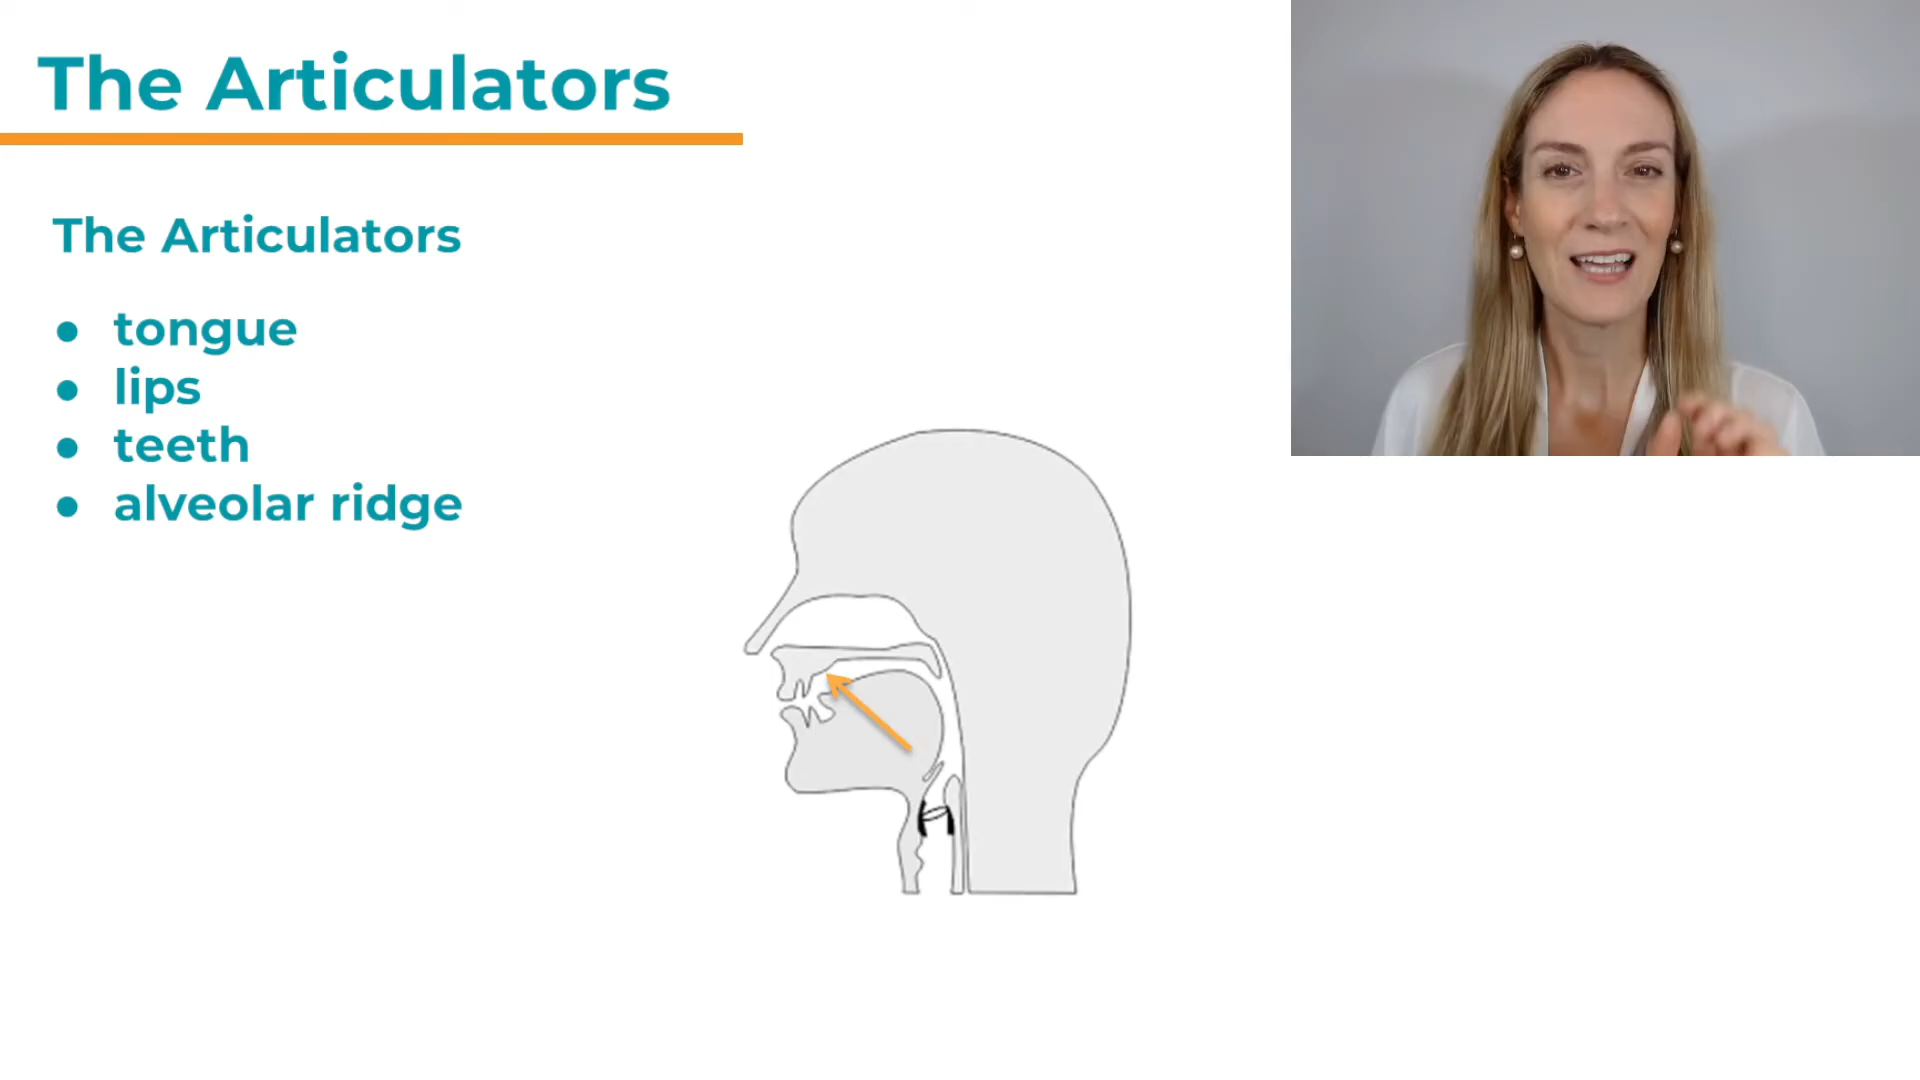 The Articulators
The Articulators
● tongue
● lips
● teeth
● alveolar ridge